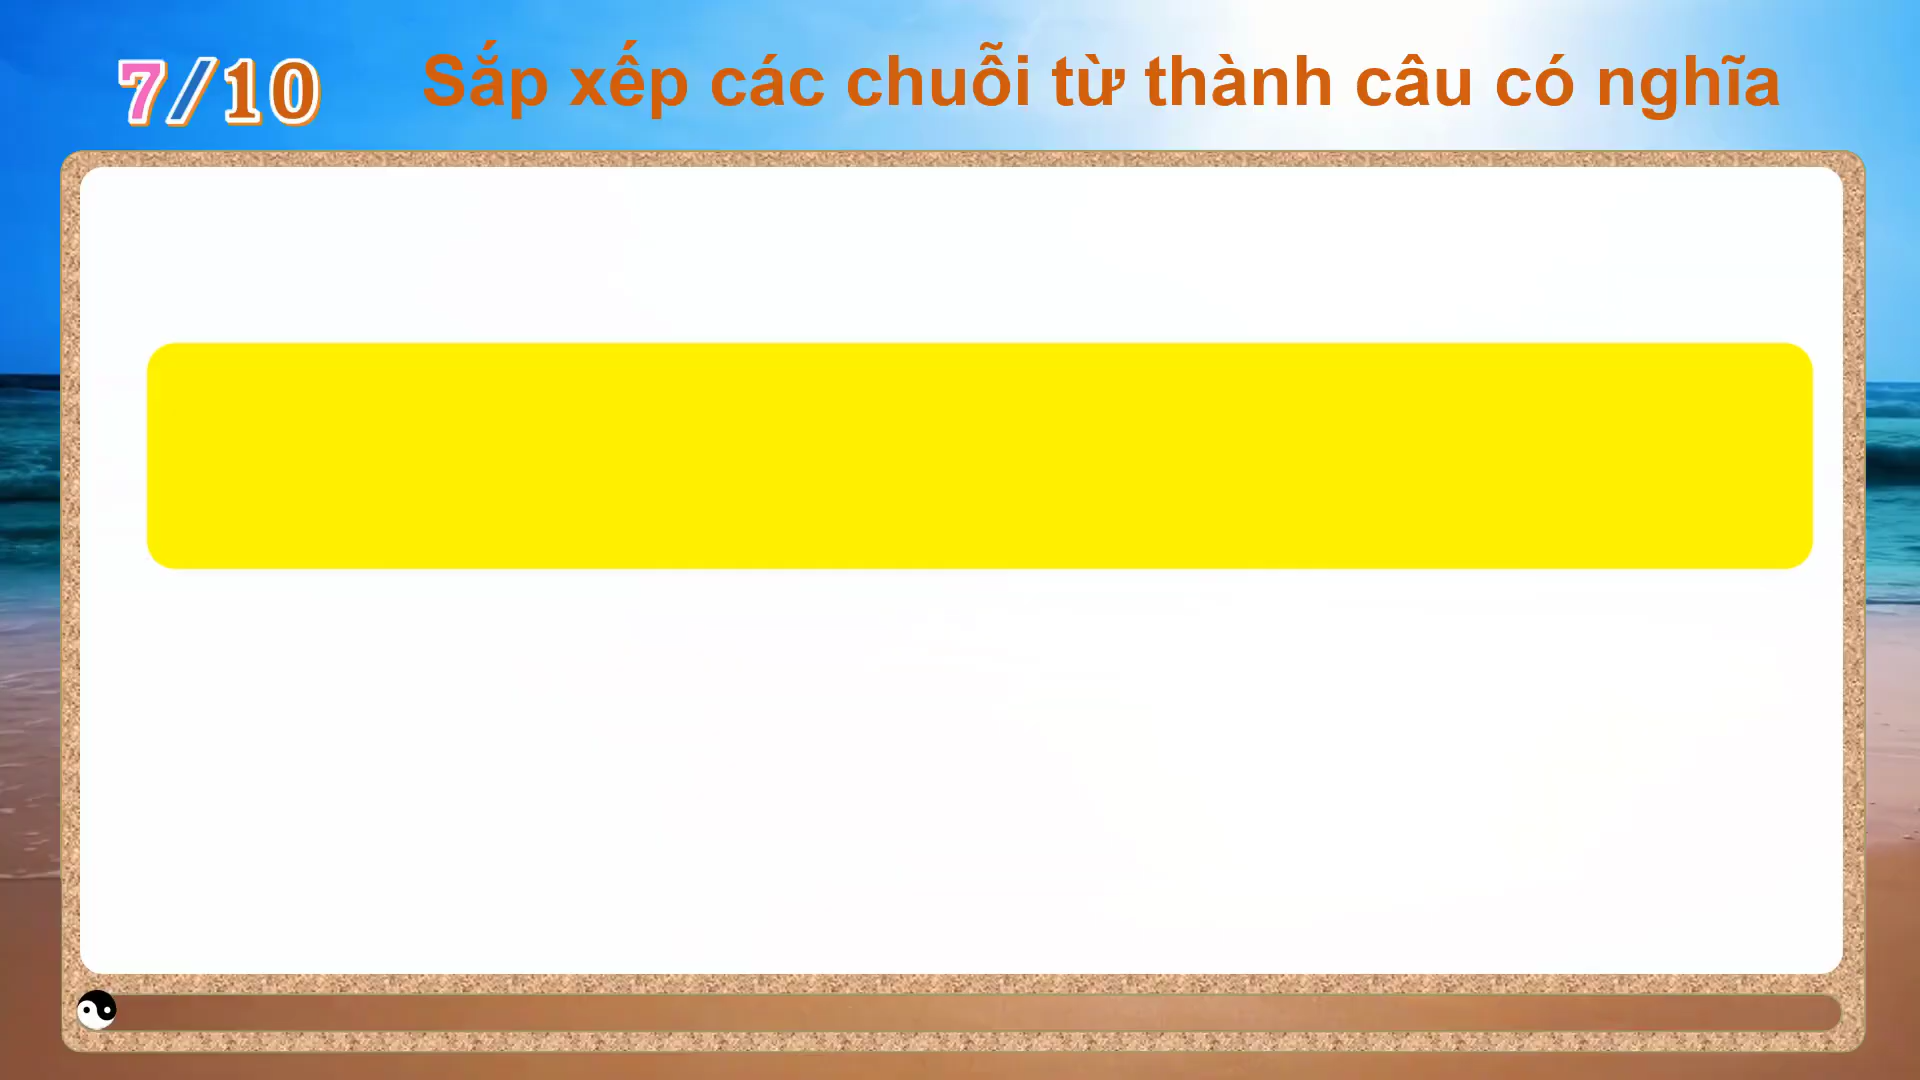 7/10
Sắp xếp các chuỗi từ thành câu có nghĩa